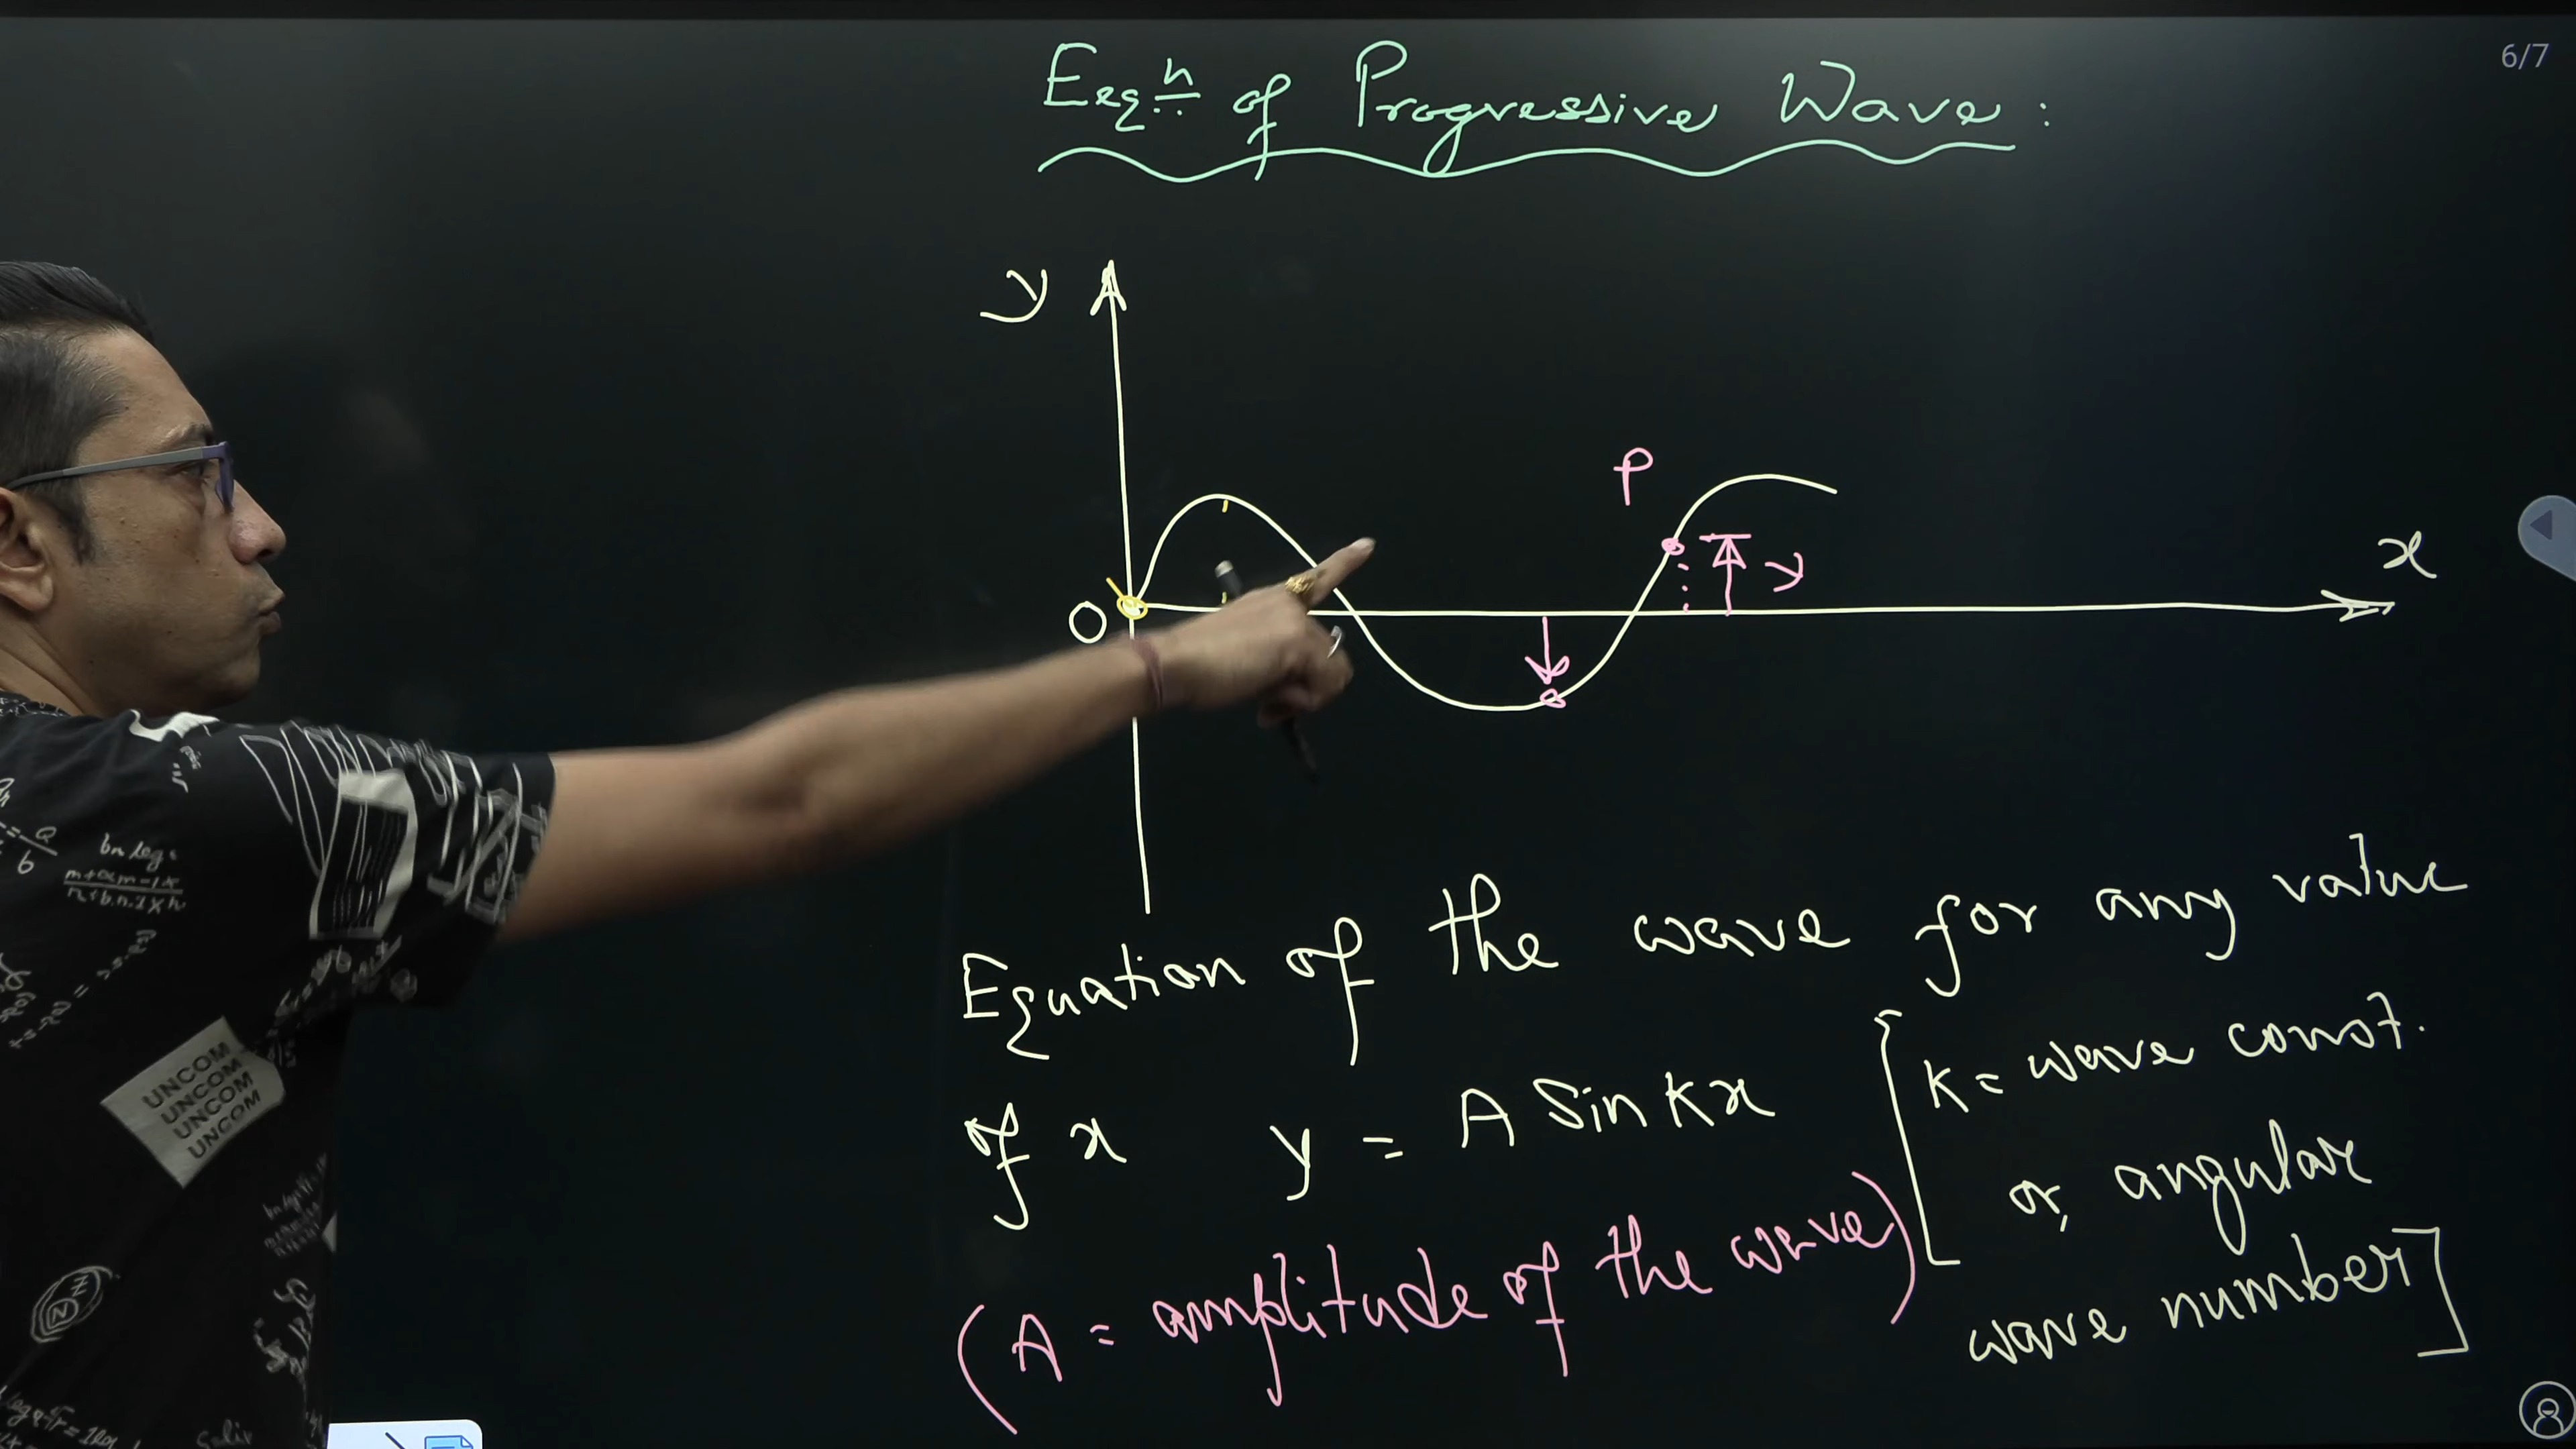 6/7
Eqn. of Progressive Wave:
y
P
y
x
O
Equation of the wave for any value
of x y = A Sin Kx
[K = wave const.
or, angular
wave number]
(A = amplitude of the wave)
a
b
UNCOM
UNCOM
UNCOM
UNCOM